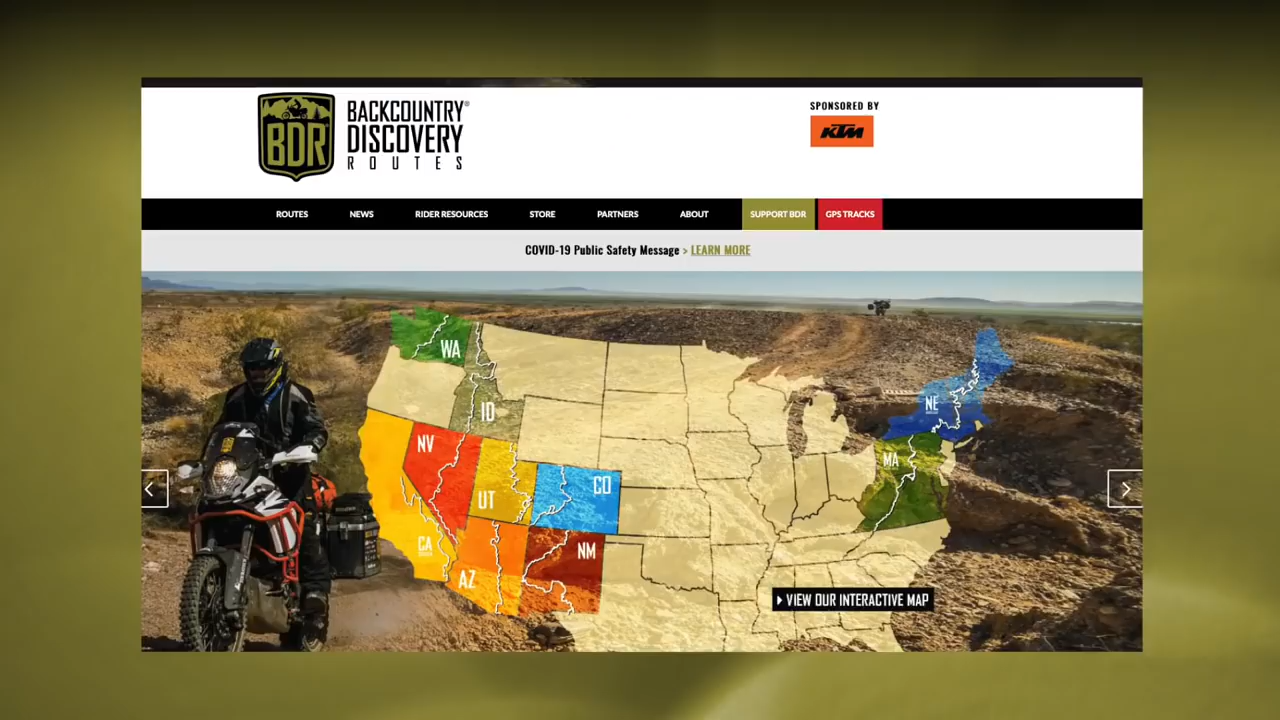 BDR
BACKCOUNTRY®
DISCOVERY
ROUTES
SPONSORED BY
KTM
ROUTES NEWS RIDER RESOURCES STORE PARTNERS ABOUT SUPPORT BDR GPS TRACKS
COVID-19 Public Safety Message > LEARN MORE
WA
ID
NE
NV
MA
UT
CO
CA
NM
AZ
VIEW OUR INTERACTIVE MAP